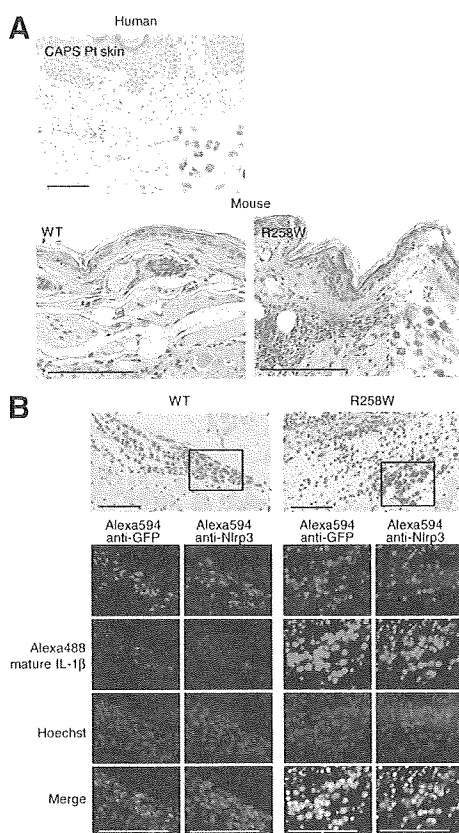 A
Human
CAPS Pt skin
Mouse
WT
R258W
B
WT
R258W
Alexa594
anti-GFP
Alexa594
anti-Nlrp3
Alexa594
anti-GFP
Alexa594
anti-Nlrp3
Alexa488
mature IL-1β
Hoechst
Merge